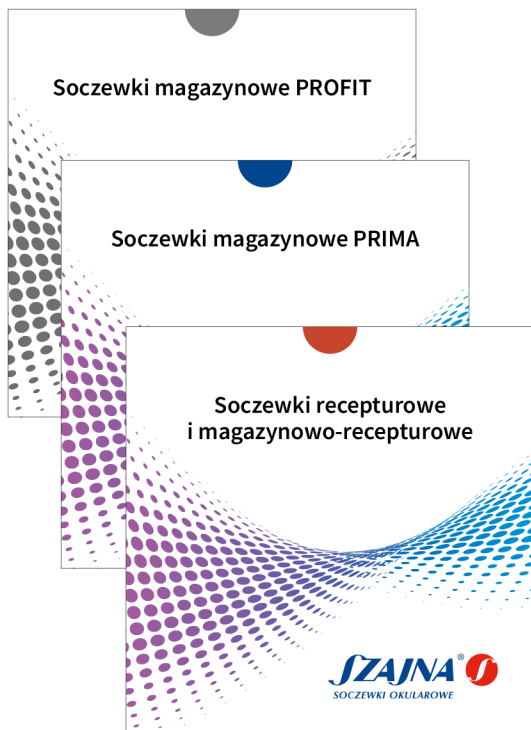 Soczewki magazynowe PROFIT
Soczewki magazynowe PRIMA
Soczewki recepturowe
i magazynowo-recepturowe
SZAJNA®
SOCZEWKI OKULAROWE